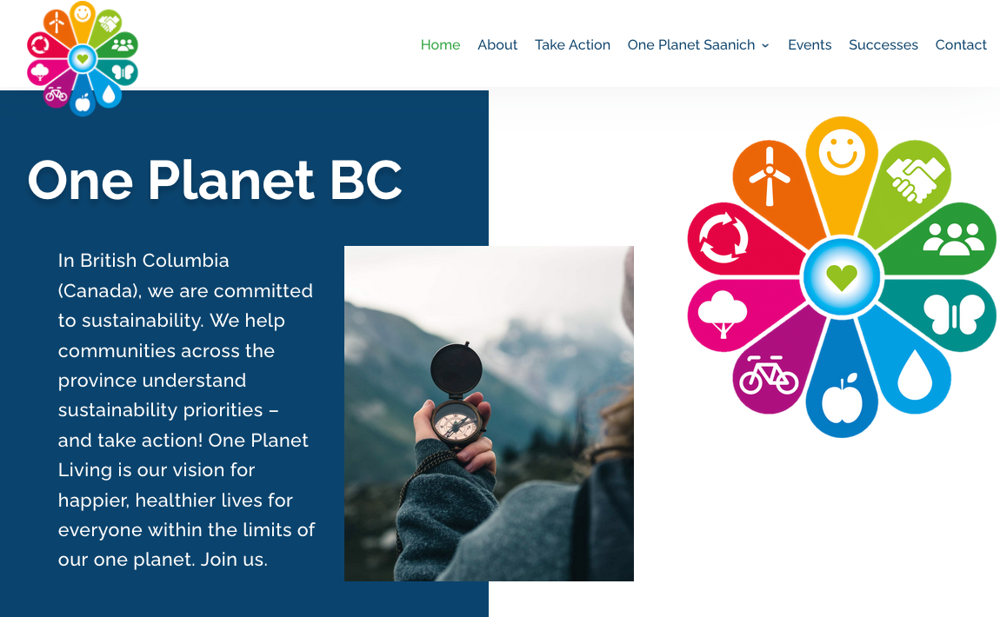 Home About Take Action One Planet Saanich Events Successes Contact
One Planet BC
In British Columbia
(Canada), we are committed
to sustainability. We help
communities across the
province understand
sustainability priorities –
and take action! One Planet
Living is our vision for
happier, healthier lives for
everyone within the limits of
our one planet. Join us.